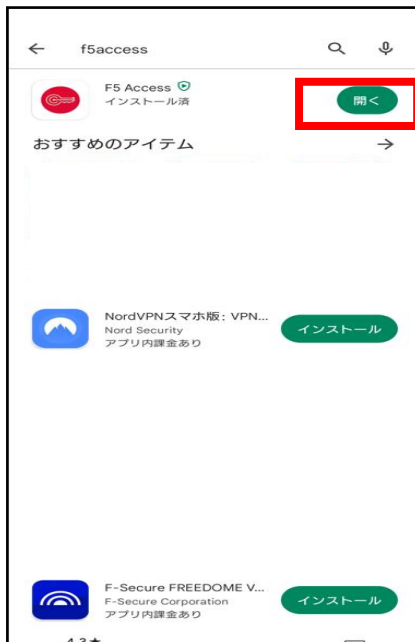 f5access
F5 Access
インストール済
開く
おすすめのアイテム
NordVPNスマホ版: VPN...
Nord Security
アプリ内課金あり
インストール
F-Secure FREEDOME V...
F-Secure Corporation
アプリ内課金あり
インストール
4.3★